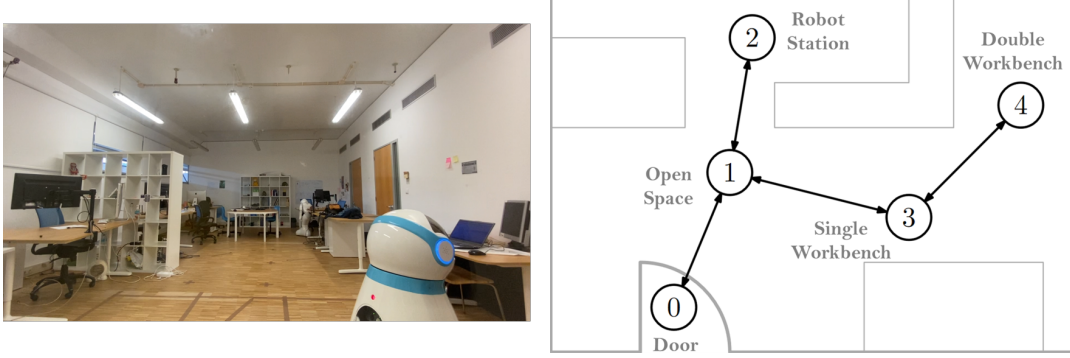 2
Robot
Station
Double
Workbench
4
Open
Space
1
3
Single
Workbench
0
Door